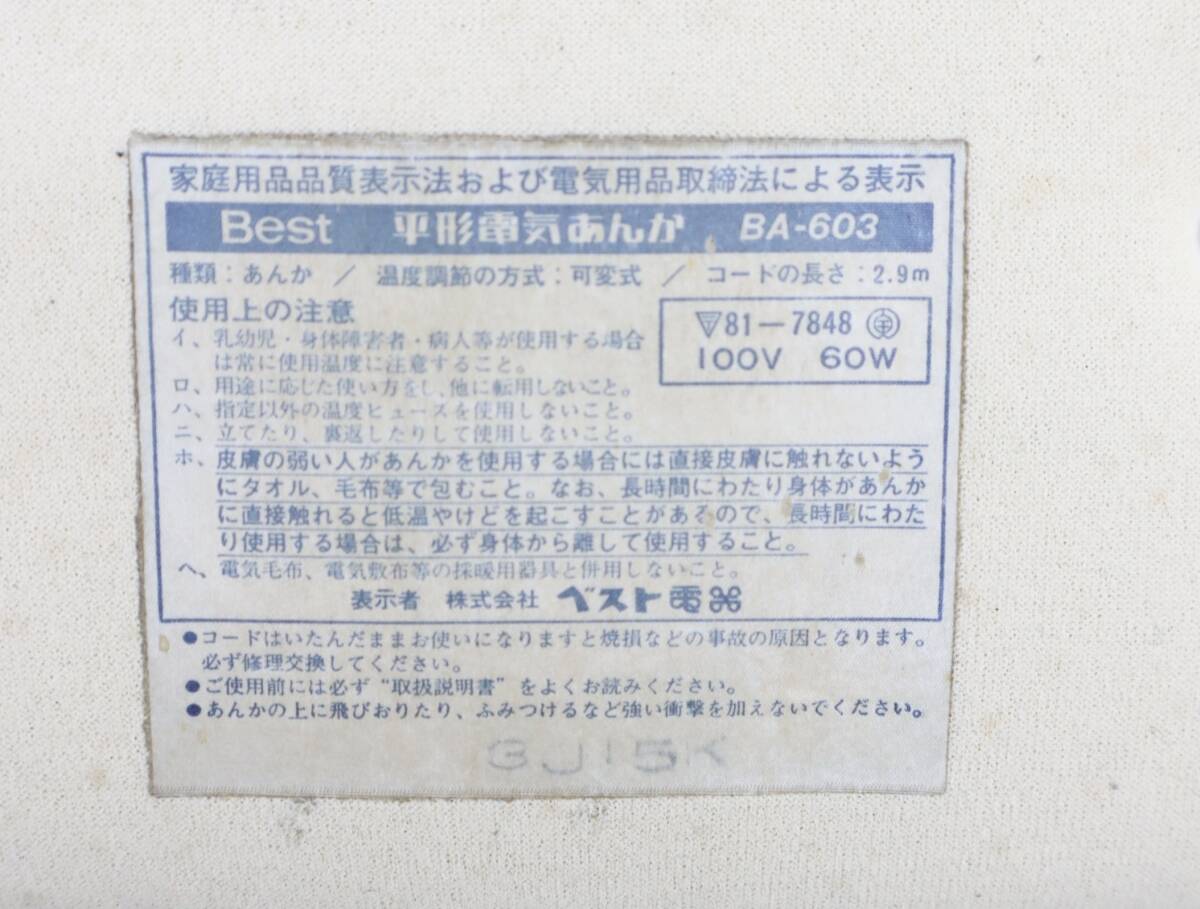 家庭用品品質表示法および電気用品取締法による表示
Best 平形電気あんか BA-603
種類：あんか ／ 温度調節の方式：可変式 ／ コードの長さ：2.9m
使用上の注意
▽81－7848
100V 60W
イ、乳幼児・身体障害者・病人等が使用する場合
は常に使用温度に注意すること。
ロ、用途に応じた使い方をし、他に転用しないこと。
ハ、指定以外の温度ヒューズを使用しないこと。
ニ、立てたり、裏返したりして使用しないこと。
ホ、皮膚の弱い人があんかを使用する場合には直接皮膚に触れないよう
にタオル、毛布等で包むこと。なお、長時間にわたり身体があんか
に直接触れると低温やけどを起こすことがあるので、長時間にわた
り使用する場合は、必ず身体から離して使用すること。
ヘ、電気毛布、電気敷布等の採暖用器具と併用しないこと。
表示者 株式会社 ベスト電器
●コードはいたんだままお使いになりますと焼損などの事故の原因となります。
必ず修理交換してください。
●ご使用前には必ず“取扱説明書”をよくお読みください。
●あんかの上に飛びおりたり、ふみつけるなど強い衝撃を加えないでください。
GJ15K